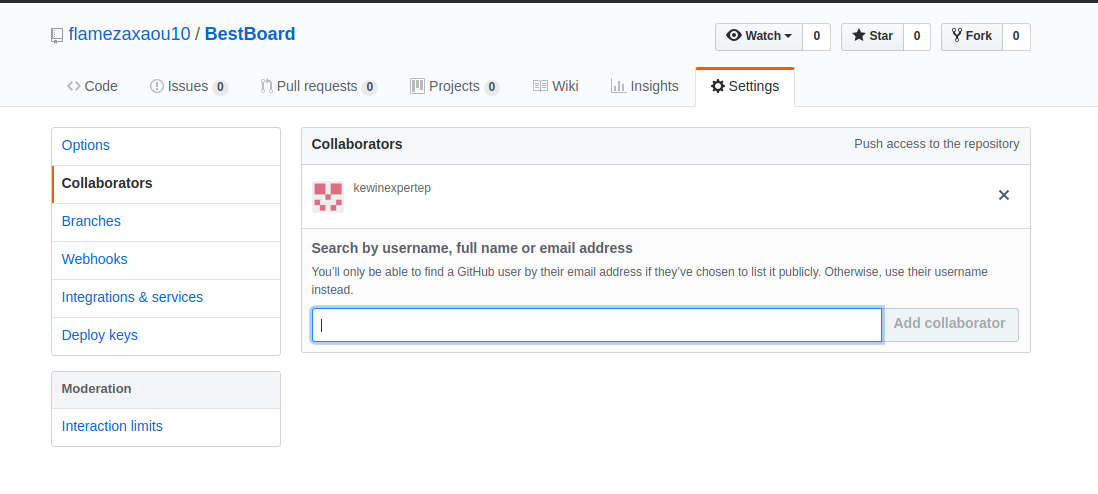 flamezaxaou10 / BestBoard
Watch 0 Star 0 Fork 0
Code Issues 0 Pull requests 0 Projects 0 Wiki Insights Settings
Options
Collaborators
Branches
Webhooks
Integrations & services
Deploy keys
Moderation
Interaction limits
Collaborators Push access to the repository
kewinexpertep
Search by username, full name or email address
You’ll only be able to find a GitHub user by their email address if they’ve chosen to list it publicly. Otherwise, use their username
instead.
Add collaborator